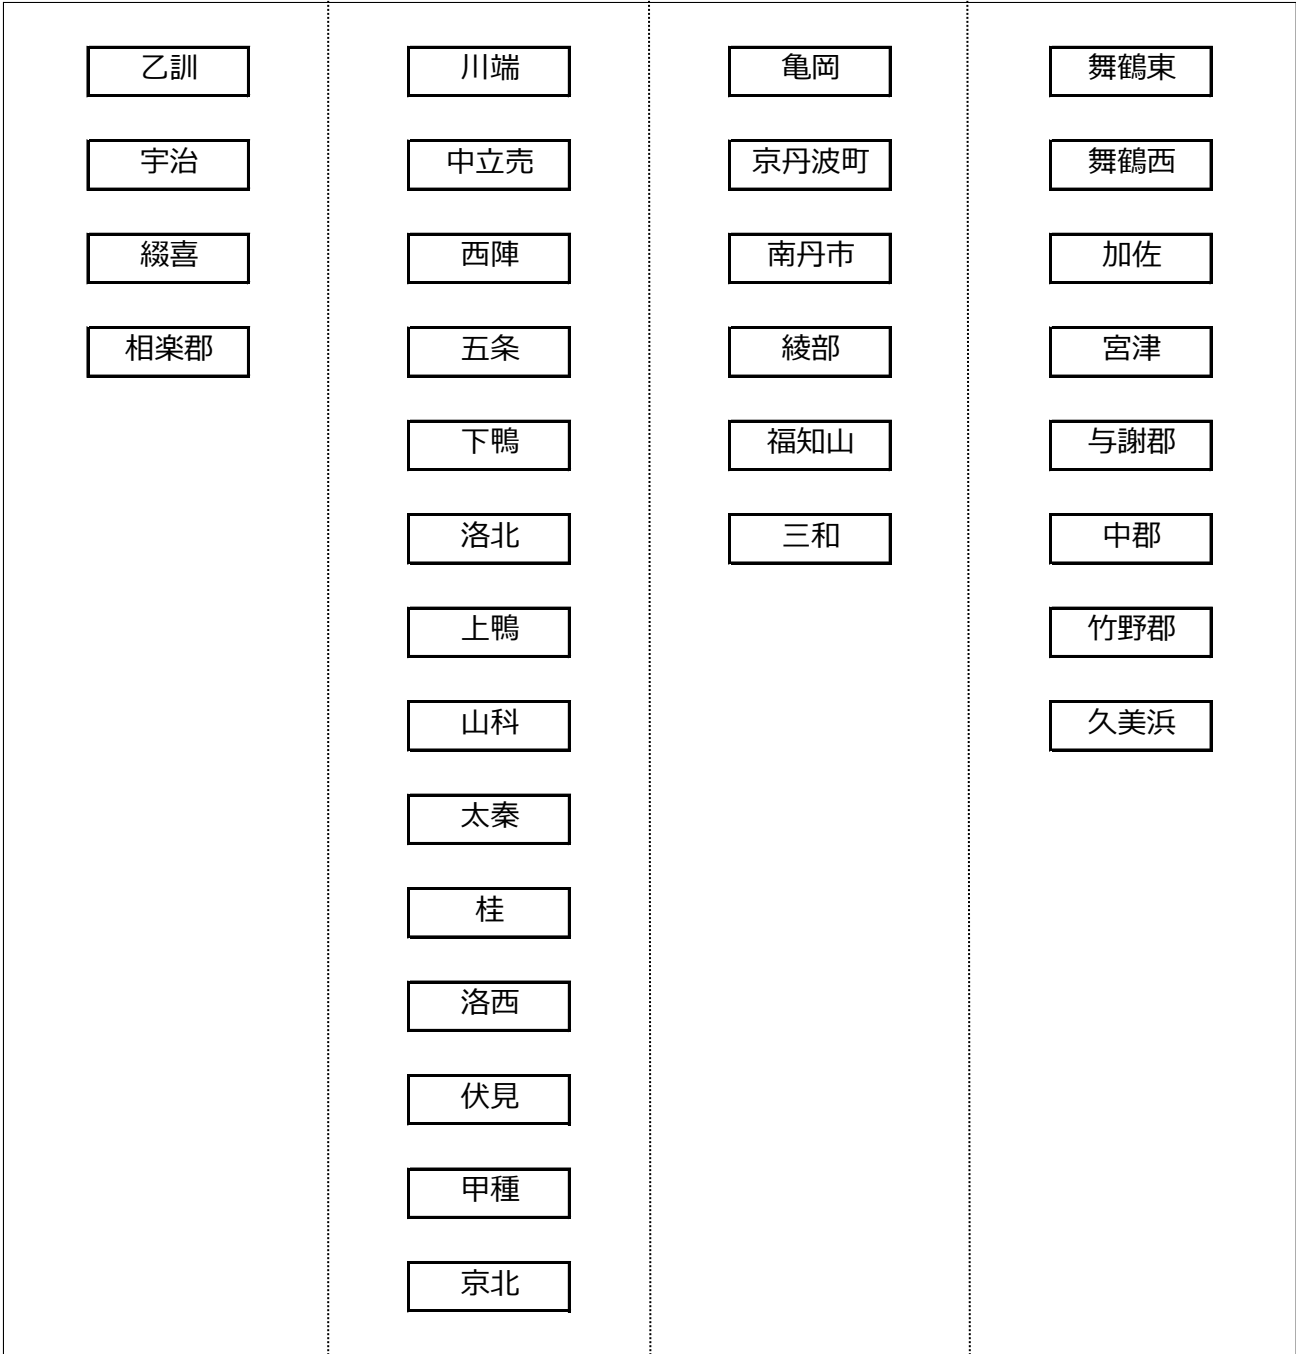 乙訓
宇治
綴喜
相楽郡
川端
中立売
西陣
五条
下鴨
洛北
上鴨
山科
太秦
桂
洛西
伏見
甲種
京北
亀岡
京丹波町
南丹市
綾部
福知山
三和
舞鶴東
舞鶴西
加佐
宮津
与謝郡
中郡
竹野郡
久美浜